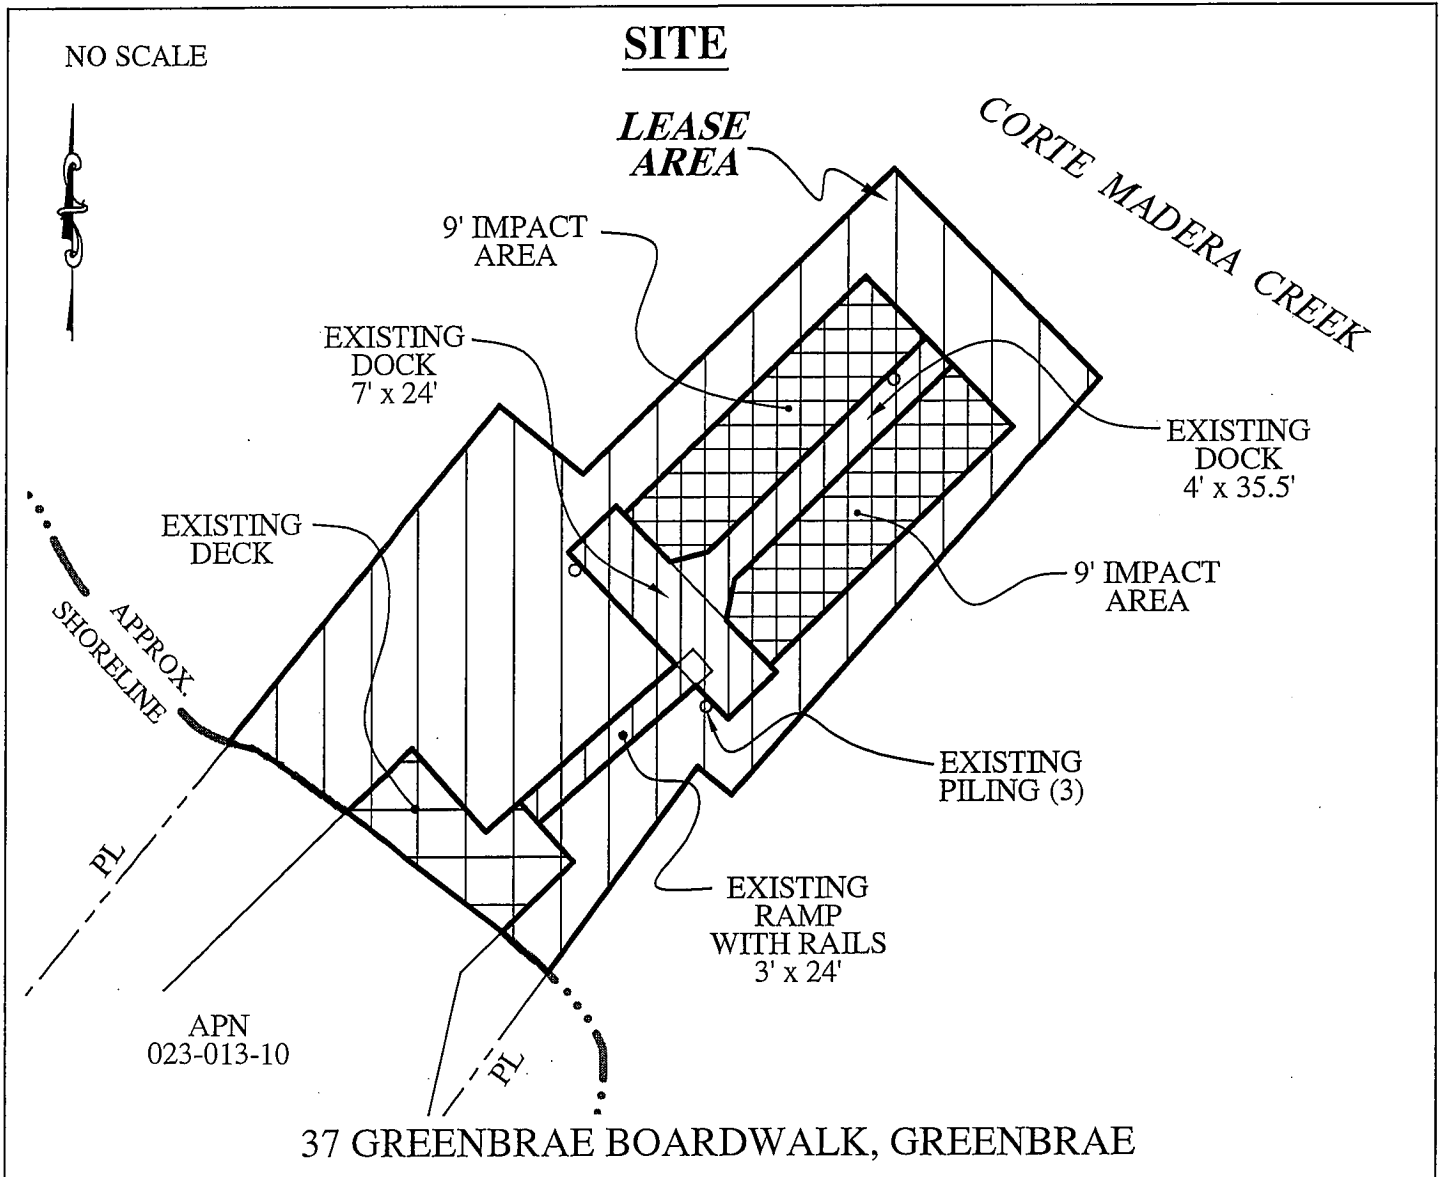 NO SCALE
SITE
LEASE
AREA
CORTE MADERA CREEK
9' IMPACT
AREA
EXISTING
DOCK
7' x 24'
EXISTING
DOCK
4' x 35.5'
EXISTING
DECK
9' IMPACT
AREA
APPROX.
SHORELINE
EXISTING
PILING (3)
PL
EXISTING
RAMP
WITH RAILS
3' x 24'
APN
023-013-10
PL
37 GREENBRAE BOARDWALK, GREENBRAE